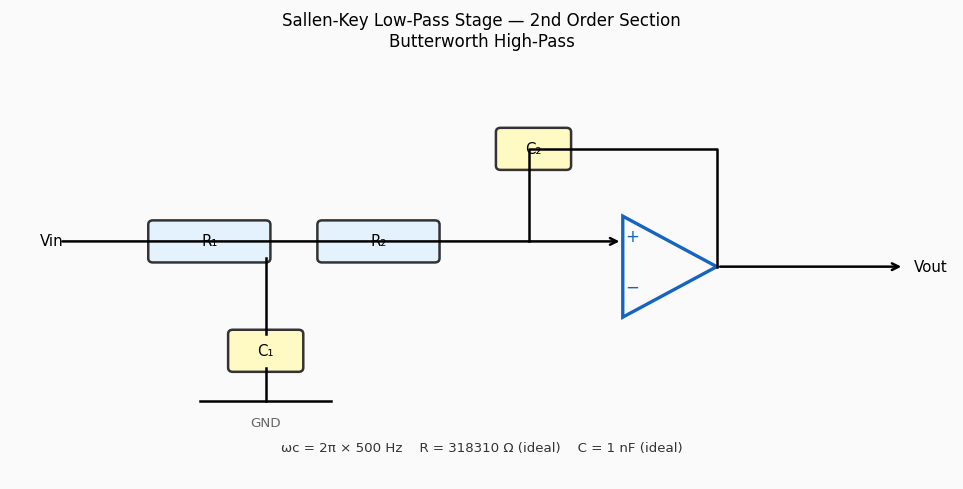 Sallen-Key Low-Pass Stage — 2nd Order Section
Butterworth High-Pass
C₂
Vin
R₁
R₂
+
−
Vout
C₁
GND
ωc = 2π × 500 Hz    R = 318310 Ω (ideal)    C = 1 nF (ideal)